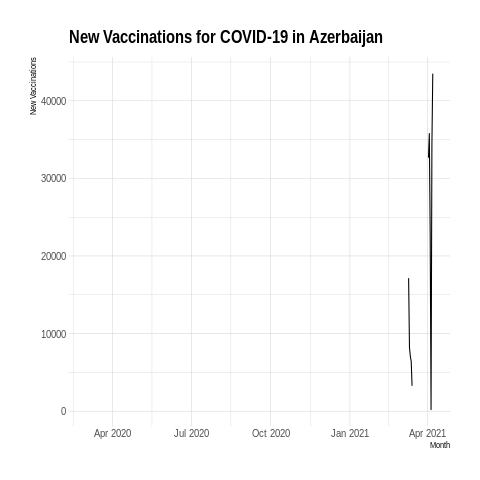 New Vaccinations for COVID-19 in Azerbaijan
New Vaccinations
40000
30000
20000
10000
0
Apr 2020 Jul 2020 Oct 2020 Jan 2021 Apr 2021
Month